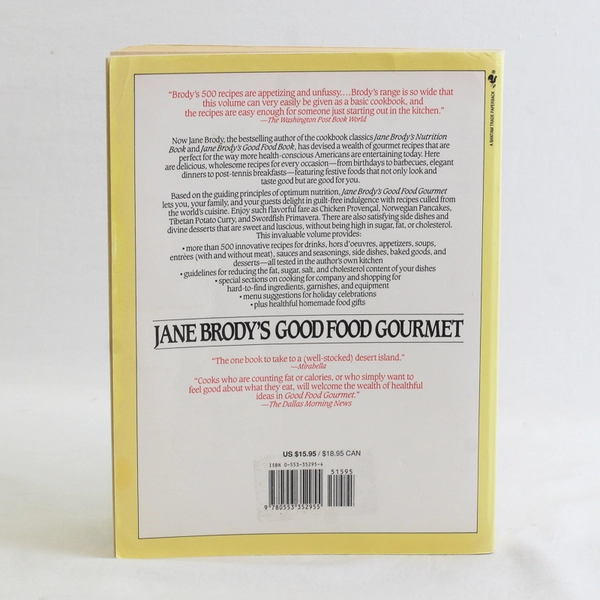 "Brody's 500 recipes are appetizing and unfussy.... Brody's range is so wide that
this volume can very easily be given as a basic cookbook, and
the recipes are easy enough for someone just starting out in the kitchen."
—The Washington Post Book World
A BANTAM TRADE PAPERBACK
Now Jane Brody, the bestselling author of the cookbook classics Jane Brody's Nutrition
Book and Jane Brody's Good Food Book, has devised a wealth of gourmet recipes that are
perfect for the way more health-conscious Americans are entertaining today. Here
are delicious, wholesome recipes for every occasion—from birthdays to barbecues, elegant
dinners to post-tennis breakfasts—featuring festive foods that not only look and
taste good but are good for you.
Based on the guiding principles of optimum nutrition, Jane Brody's Good Food Gourmet
lets you, your family, and your guests delight in guilt-free indulgence with recipes culled from
the world's cuisine. Enjoy such flavorful fare as Chicken Provençal, Norwegian Pancakes,
Tibetan Potato Curry, and Swordfish Primavera. There are also satisfying side dishes and
divine desserts that are sweet and luscious, without being high in sugar, fat, or cholesterol.
This invaluable volume provides:
• more than 500 innovative recipes for drinks, hors d'oeuvres, appetizers, soups,
entrées (with and without meat), sauces and seasonings, side dishes, baked goods, and
desserts—all tested in the author's own kitchen
• guidelines for reducing the fat, sugar, salt, and cholesterol content of your dishes
• special sections on cooking for company and shopping for
hard-to-find ingredients, garnishes, and equipment
• menu suggestions for holiday celebrations
• plus healthful homemade food gifts
JANE BRODY'S GOOD FOOD GOURMET
"The one book to take to a (well-stocked) desert island."
—Mirabella
"Cooks who are counting fat or calories, or who simply want to
feel good about what they eat, will welcome the wealth of healthful
ideas in Good Food Gourmet."
—The Dallas Morning News
US $15.95 / $18.95 CAN
ISBN 0-553-35295-4
51595
9 780553 352955